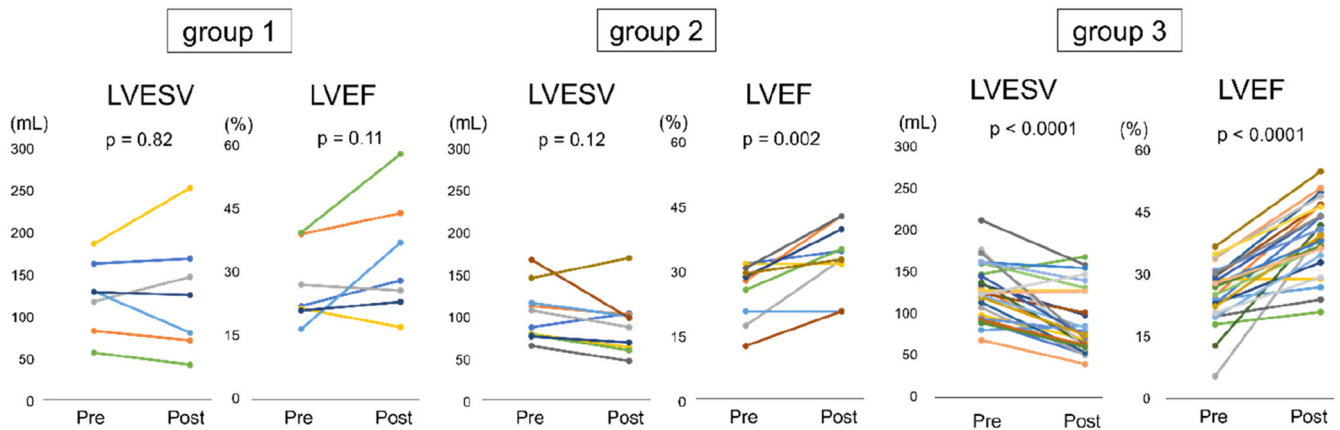 group 1
group 2
group 3
LVESV
LVEF
LVESV
LVEF
LVESV
LVEF
(mL)
p = 0.82
(%)
p = 0.11
(mL)
p = 0.12
(%)
p = 0.002
(mL)
p < 0.0001
(%)
p < 0.0001
300
250
200
150
100
50
0
60
45
30
15
0
300
250
200
150
100
50
0
60
45
30
15
0
300
250
200
150
100
50
0
60
45
30
15
0
Pre
Post
Pre
Post
Pre
Post
Pre
Post
Pre
Post
Pre
Post